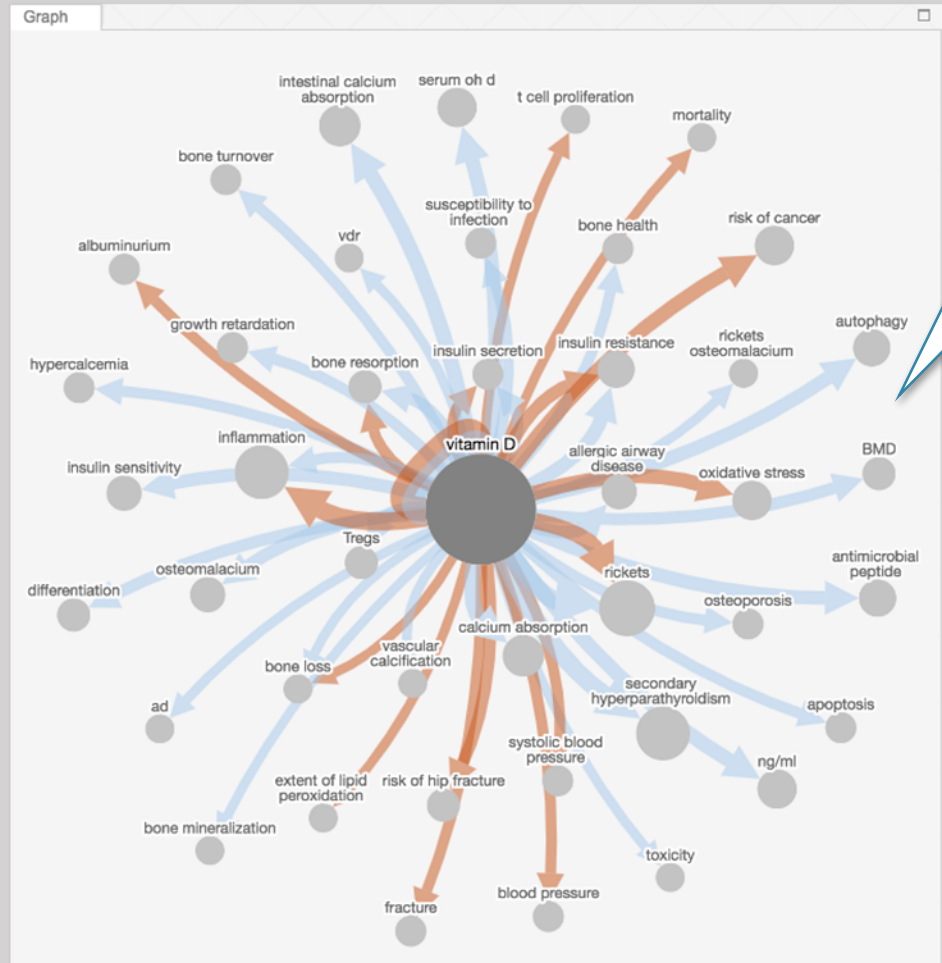 Graph
intestinal calcium
absorption
serum oh d
t cell proliferation
mortality
bone turnover
susceptibility to
infection
vdr
bone health
risk of cancer
albuminurium
growth retardation
bone resorption
insulin secretion
insulin resistance
rickets
osteomalacium
autophagy
hypercalcemia
inflammation
vitamin D
allergic airway
disease
oxidative stress
BMD
insulin sensitivity
Tregs
osteomalacium
rickets
antimicrobial
peptide
differentiation
osteoporosis
calcium absorption
vascular
calcification
bone loss
secondary
hyperparathyroidism
ad
apoptosis
systolic blood
pressure
ng/ml
extent of lipid
peroxidation
risk of hip fracture
bone mineralization
toxicity
fracture
blood pressure